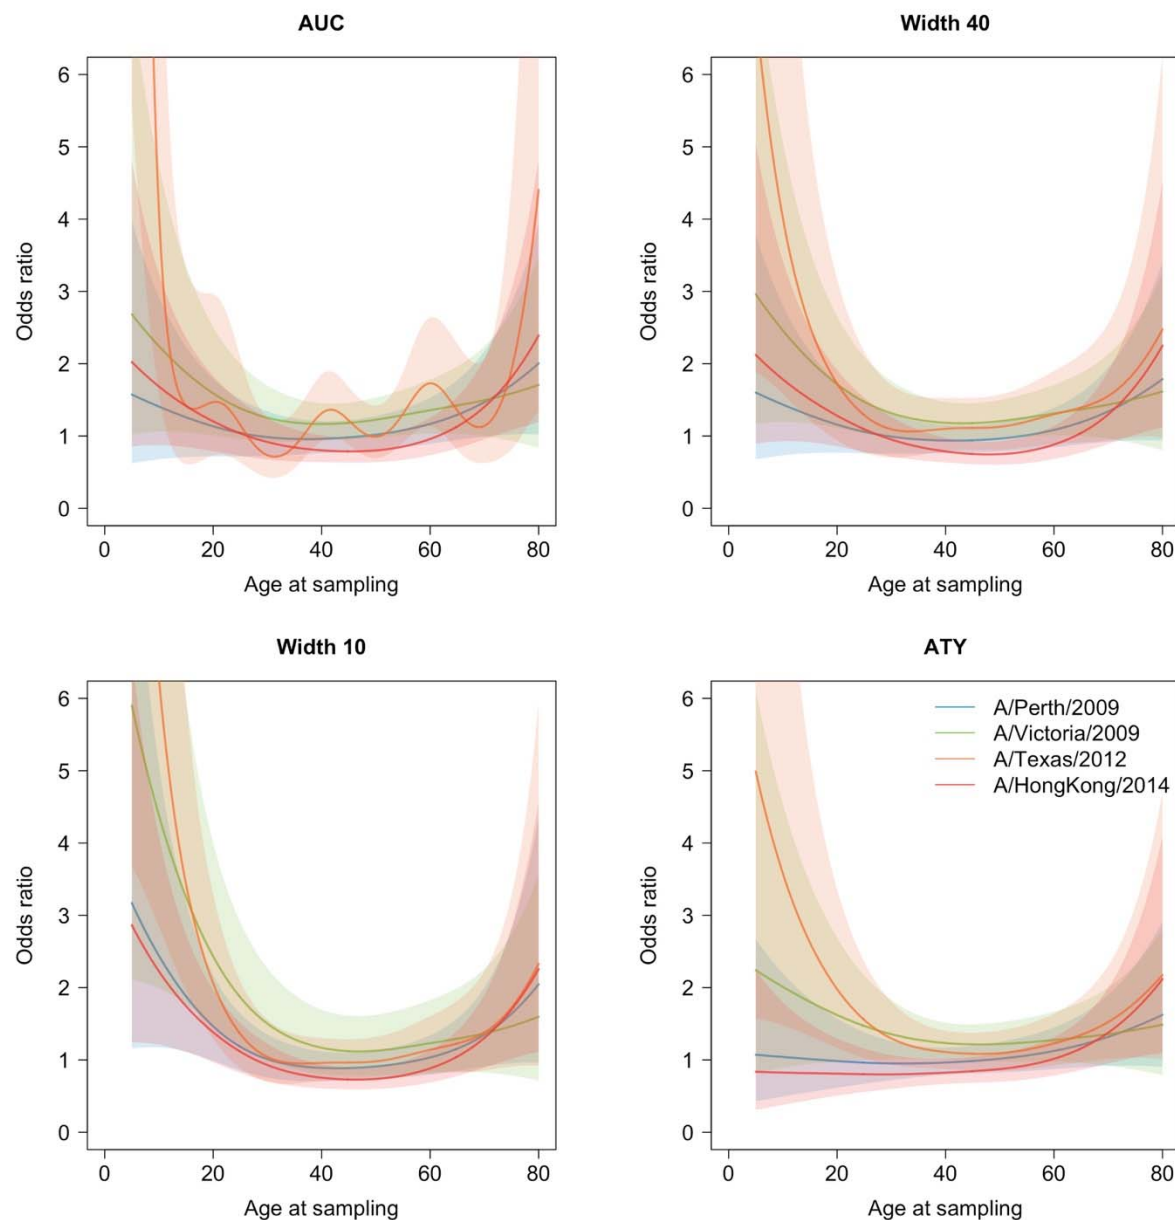 AUC
Odds ratio
6
5
4
3
2
1
0
0 20 40 60 80
Age at sampling
Width 40
Odds ratio
6
5
4
3
2
1
0
0 20 40 60 80
Age at sampling
Width 10
Odds ratio
6
5
4
3
2
1
0
0 20 40 60 80
Age at sampling
ATY
Odds ratio
6
5
4
3
2
1
0
A/Perth/2009
A/Victoria/2009
A/Texas/2012
A/HongKong/2014
0 20 40 60 80
Age at sampling